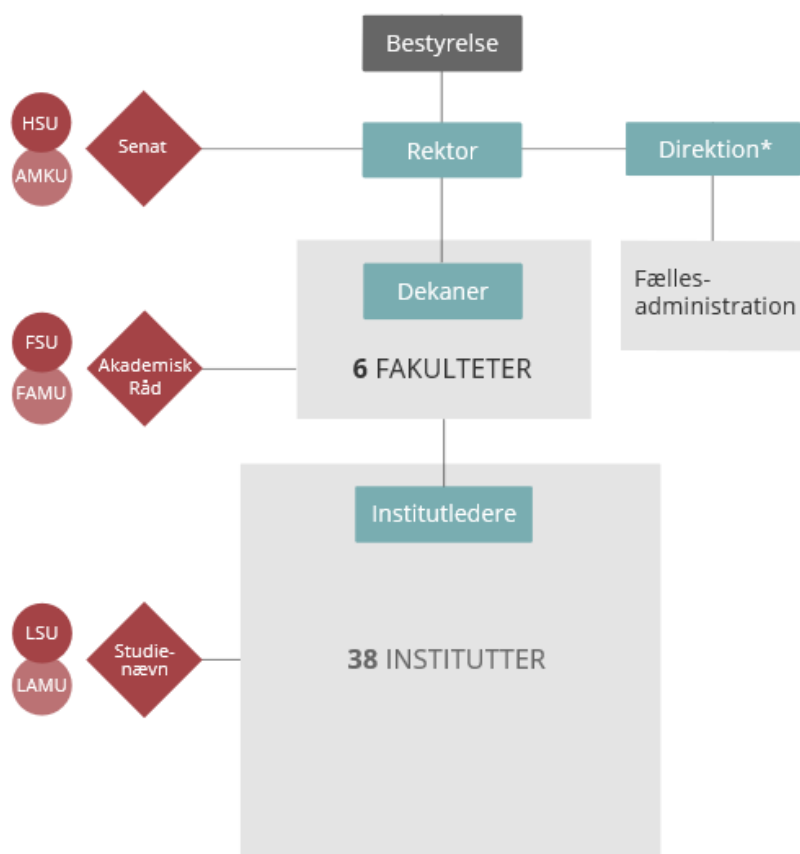 Bestyrelse
HSU
AMKU
Senat
Rektor
Direktion*
Fælles-
administration
Dekaner
6 FAKULTETER
FSU
FAMU
Akademisk
Råd
Institutledere
38 INSTITUTTER
LSU
LAMU
Studie-
nævn